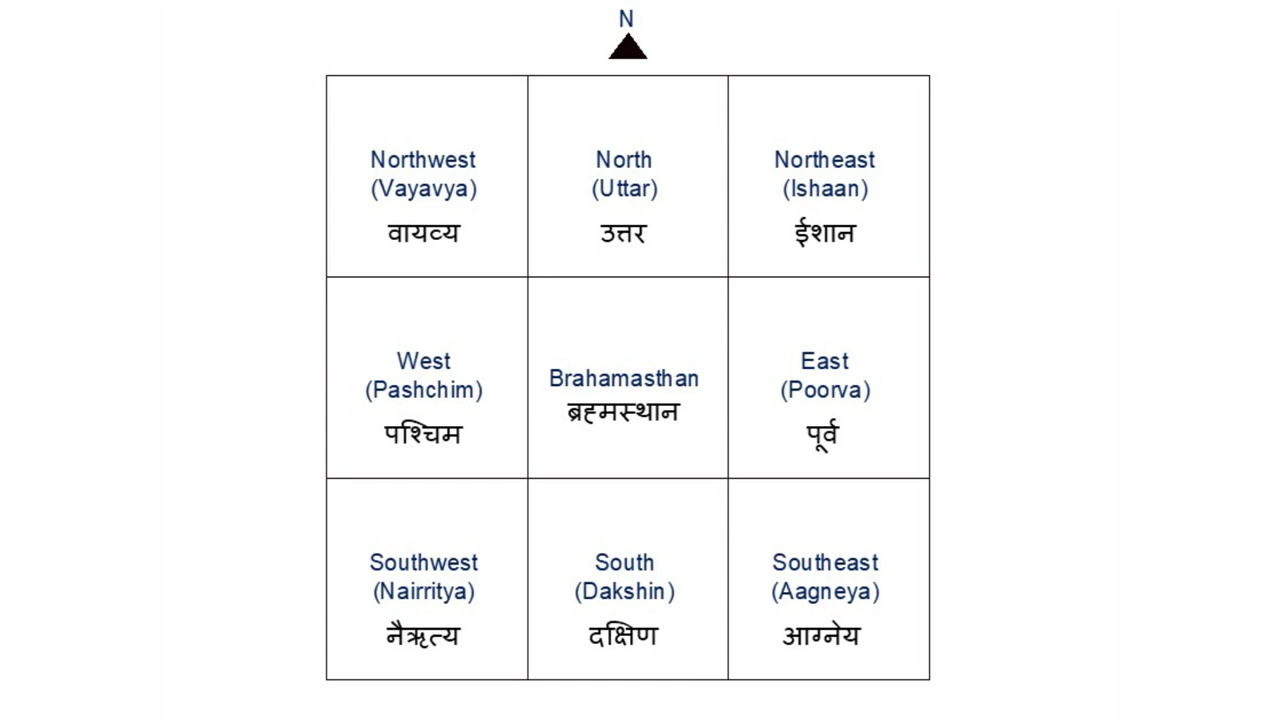 N
Northwest
(Vayavya)
वायव्य
North
(Uttar)
उत्तर
Northeast
(Ishaan)
ईशान
West
(Pashchim)
पश्चिम
Brahamasthan
ब्रह्मस्थान
East
(Poorva)
पूर्व
Southwest
(Nairritya)
नैऋत्य
South
(Dakshin)
दक्षिण
Southeast
(Aagneya)
आग्नेय